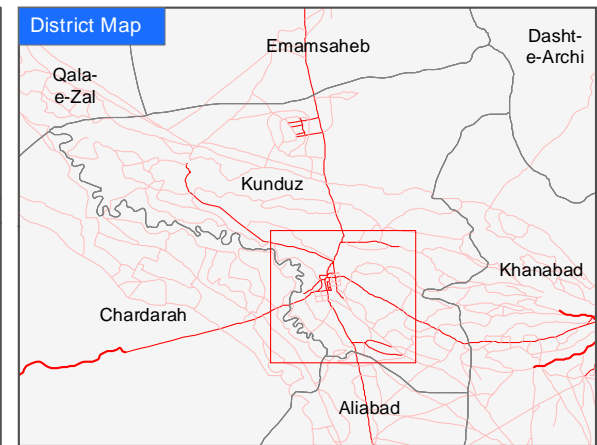 District Map
Emamsaheb
Dasht-
e-Archi
Qala-
e-Zal
Kunduz
Khanabad
Chardarah
Aliabad